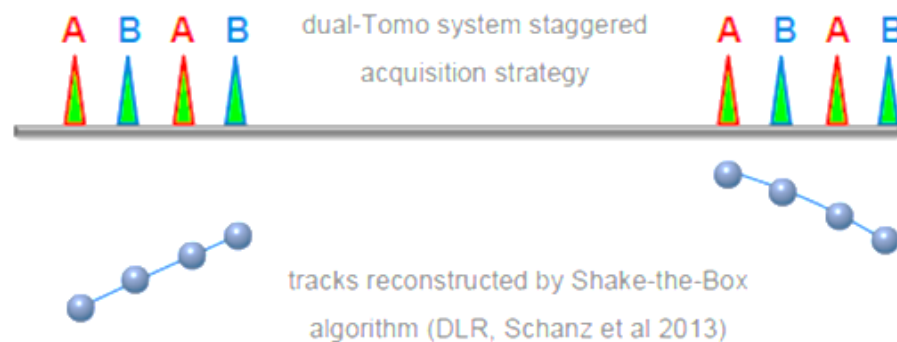 A B A B
dual-Tomo system staggered
acquisition strategy
A B A B
tracks reconstructed by Shake-the-Box
algorithm (DLR, Schanz et al 2013)